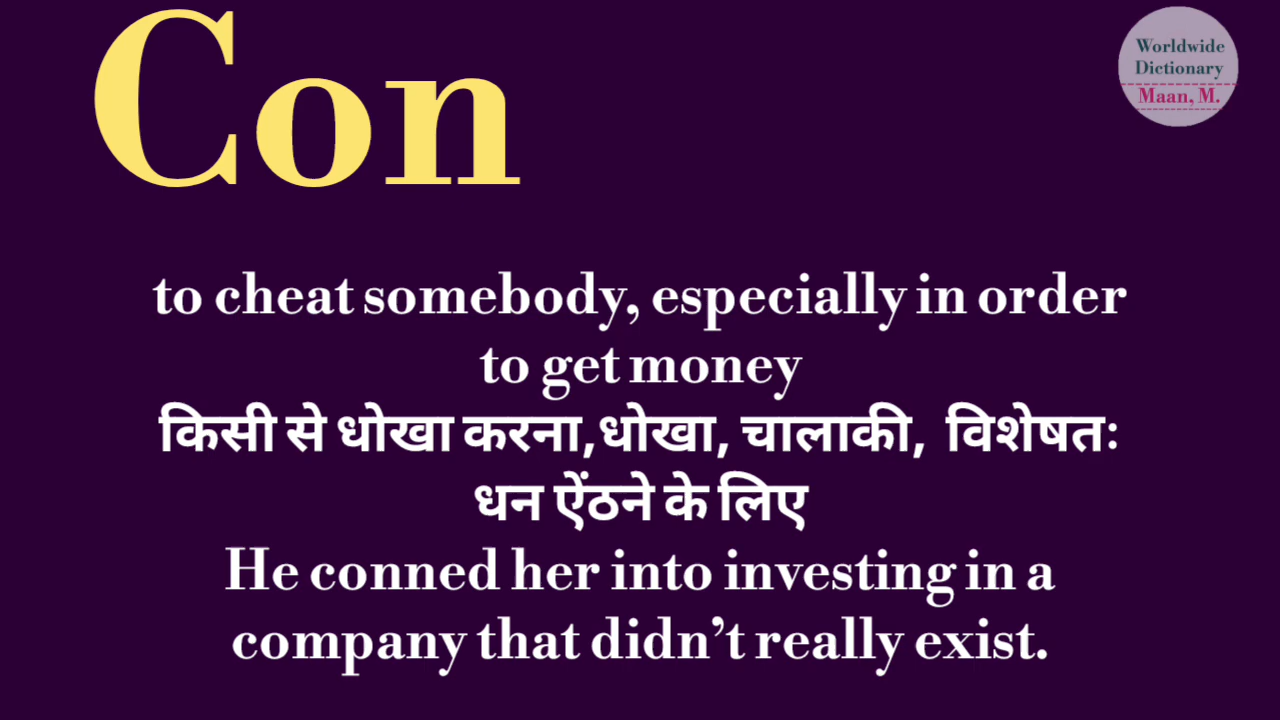 Con
Worldwide
Dictionary
Maan, M.
to cheat somebody, especially in order
to get money
किसी से धोखा करना,धोखा, चालाकी, विशेषतः
धन ऐंठने के लिए
He conned her into investing in a
company that didn’t really exist.